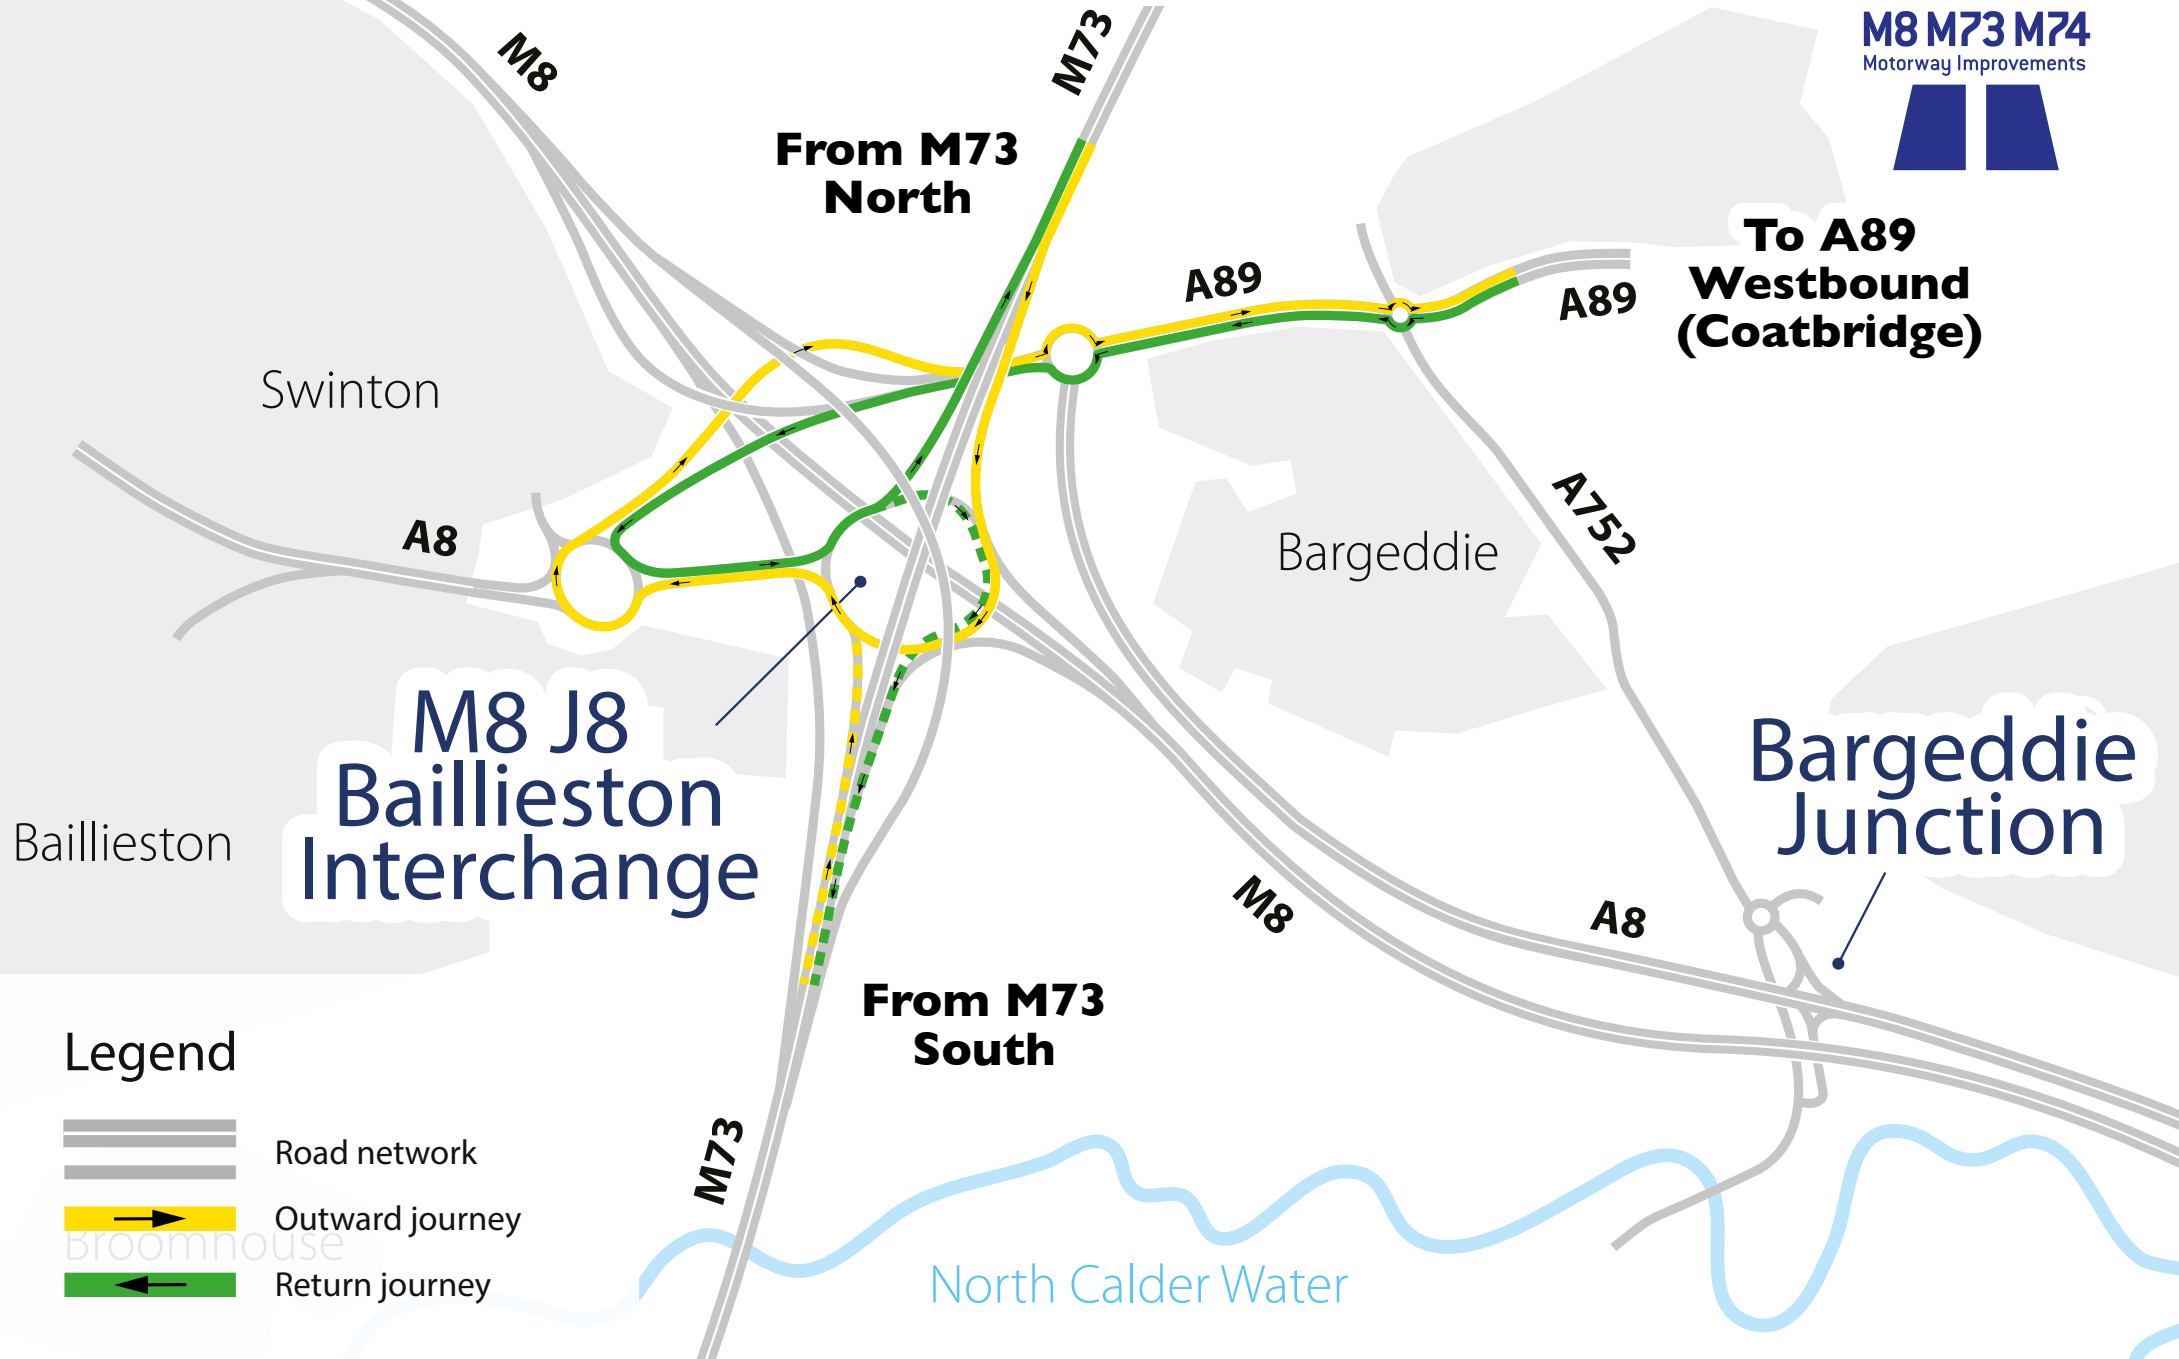 M8
M73
M8 M73 M74
Motorway Improvements
From M73
North
To A89
Westbound
(Coatbridge)
A89
A89
Swinton
A8
A752
Bargeddie
M8 J8
Baillieston
Interchange
Bargeddie
Junction
Baillieston
M8
A8
From M73
South
Legend
Road network
Outward journey
Broomhouse
Return journey
M73
North Calder Water